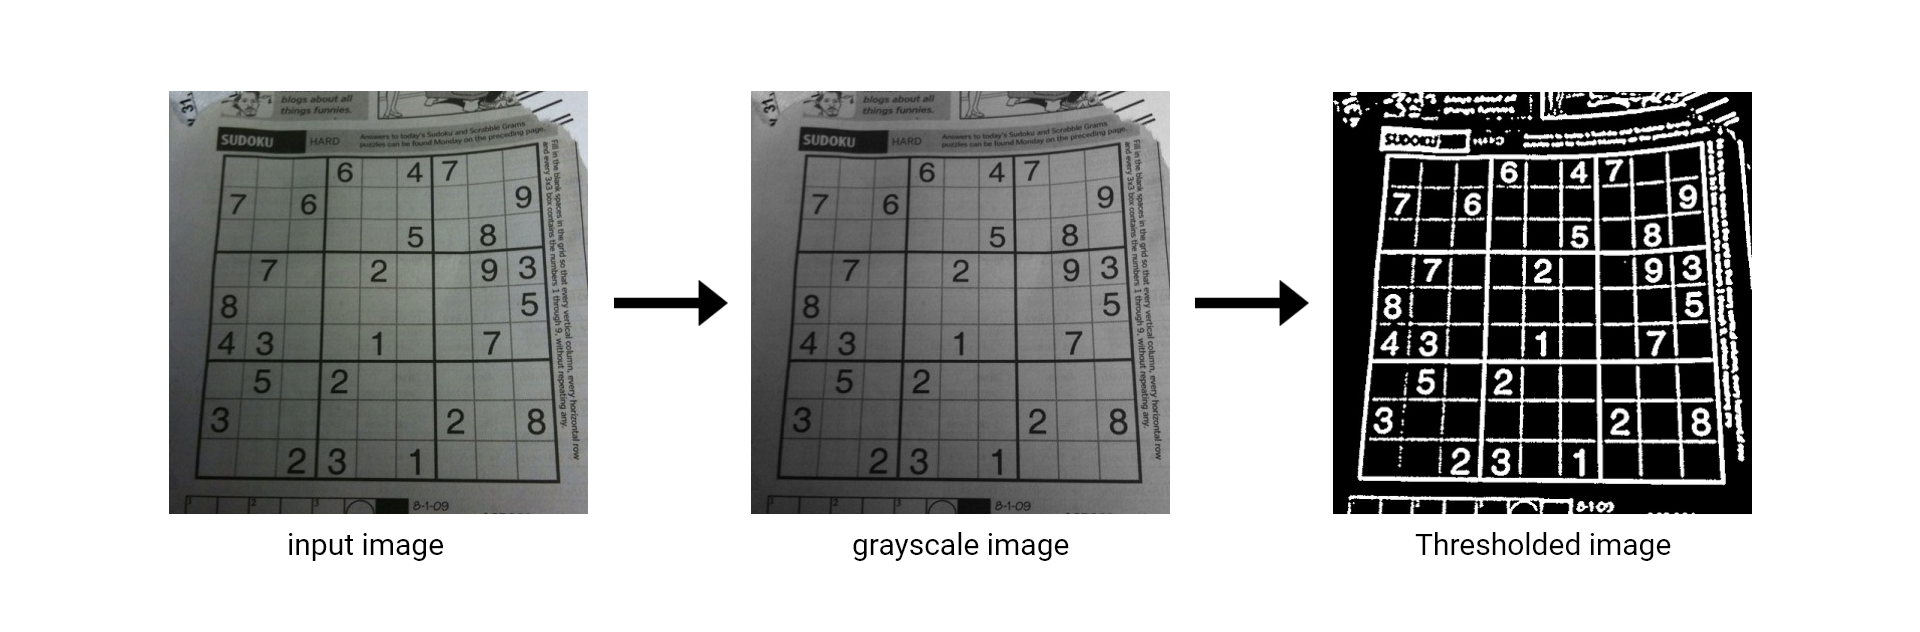 31,
blogs about all
things funnies.
SUDOKU
HARD
Answers to today's Sudoku and Scrabble Grams
puzzles can be found Monday on the preceding page.
Fill in the blank spaces in the grid so that every vertical column, every horizontal row
and every 3x3 box contains the numbers 1 through 9, without repeating any.
6 4 7
7 6 9
5 8
7 2 9 3
8 5
4 3 1 7
5 2
3 2 8
2 3 1
1 2 3
8-1-09
input image
31,
blogs about all
things funnies.
SUDOKU
HARD
Answers to today's Sudoku and Scrabble Grams
puzzles can be found Monday on the preceding page.
Fill in the blank spaces in the grid so that every vertical column, every horizontal row
and every 3x3 box contains the numbers 1 through 9, without repeating any.
6 4 7
7 6 9
5 8
7 2 9 3
8 5
4 3 1 7
5 2
3 2 8
2 3 1
1 2 3
8-1-09
grayscale image
SUDOKU
6 4 7
7 6 9
5 8
7 2 9 3
8 5
4 3 1 7
5 2
3 2 8
2 3 1
8-1-09
Thresholded image